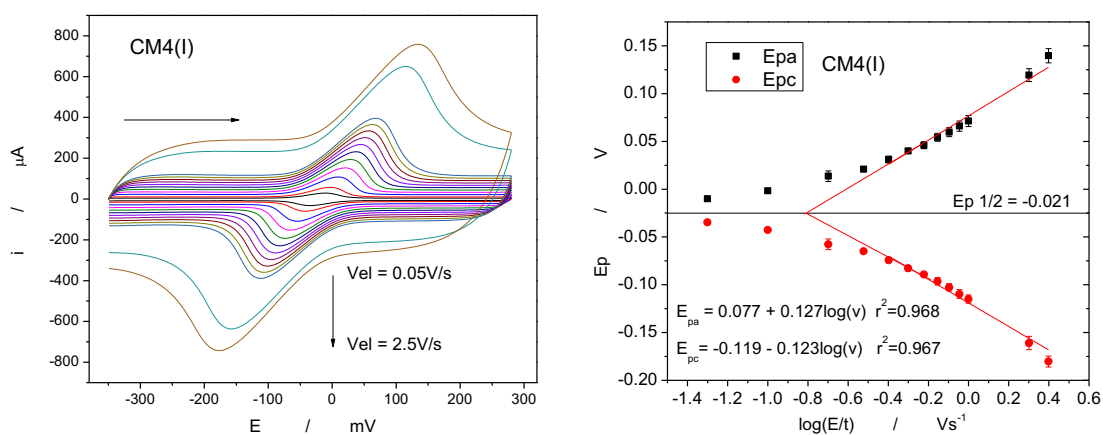 CM4(I)
800
600
400
200
0
-200
-400
-600
-800
i / µA
Vel = 0.05V/s
Vel = 2.5V/s
-300 -200 -100 0 100 200 300
E / mV
Epa
Epc
CM4(I)
0.15
0.10
0.05
0.00
-0.05
-0.10
-0.15
-0.20
Ep / V
Ep 1/2 = -0.021
Epa = 0.077 + 0.127log(v) r²=0.968
Epc = -0.119 - 0.123log(v) r²=0.967
-1.4 -1.2 -1.0 -0.8 -0.6 -0.4 -0.2 0.0 0.2 0.4 0.6
log(E/t) / Vs⁻¹